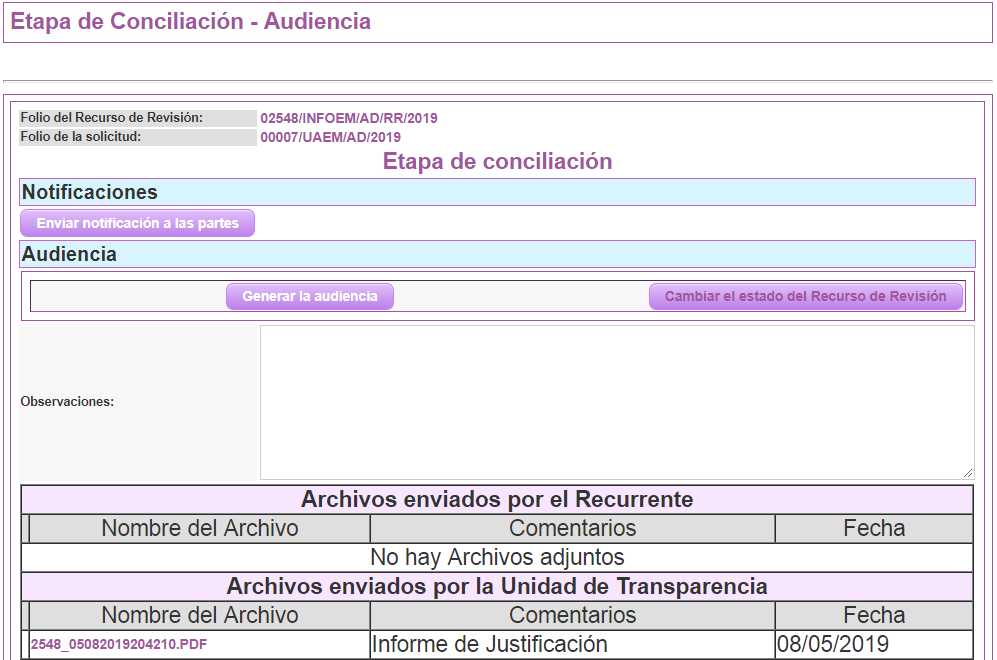 Etapa de Conciliación - Audiencia
Folio del Recurso de Revisión: 02548/INFOEM/AD/RR/2019
Folio de la solicitud: 00007/UAEM/AD/2019
Etapa de conciliación
Notificaciones
Enviar notificación a las partes
Audiencia
Generar la audiencia Cambiar el estado del Recurso de Revisión
Observaciones:
Archivos enviados por el Recurrente
Nombre del Archivo Comentarios Fecha
No hay Archivos adjuntos
Archivos enviados por la Unidad de Transparencia
Nombre del Archivo Comentarios Fecha
2548_05082019204210.PDF Informe de Justificación 08/05/2019